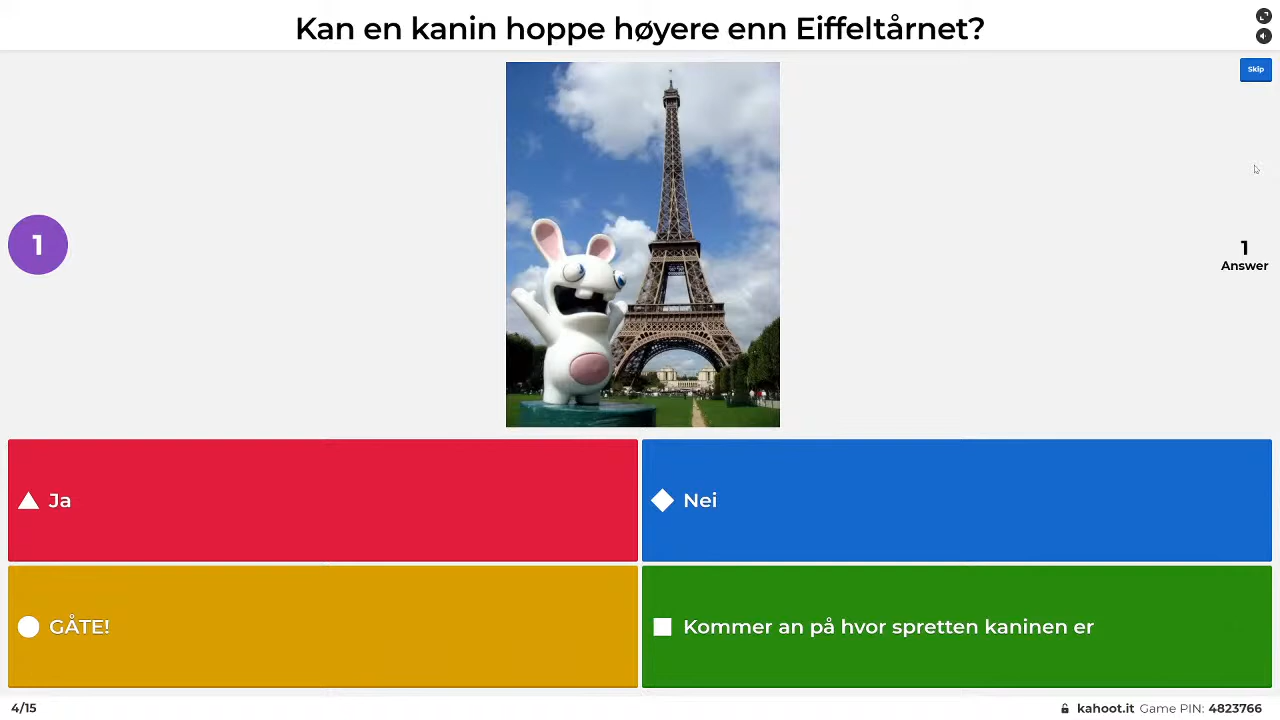 Kan en kanin hoppe høyere enn Eiffeltårnet?
Skip
1
1
Answer
Ja
Nei
GÅTE!
Kommer an på hvor spretten kaninen er
4/15
kahoot.it Game PIN: 4823766